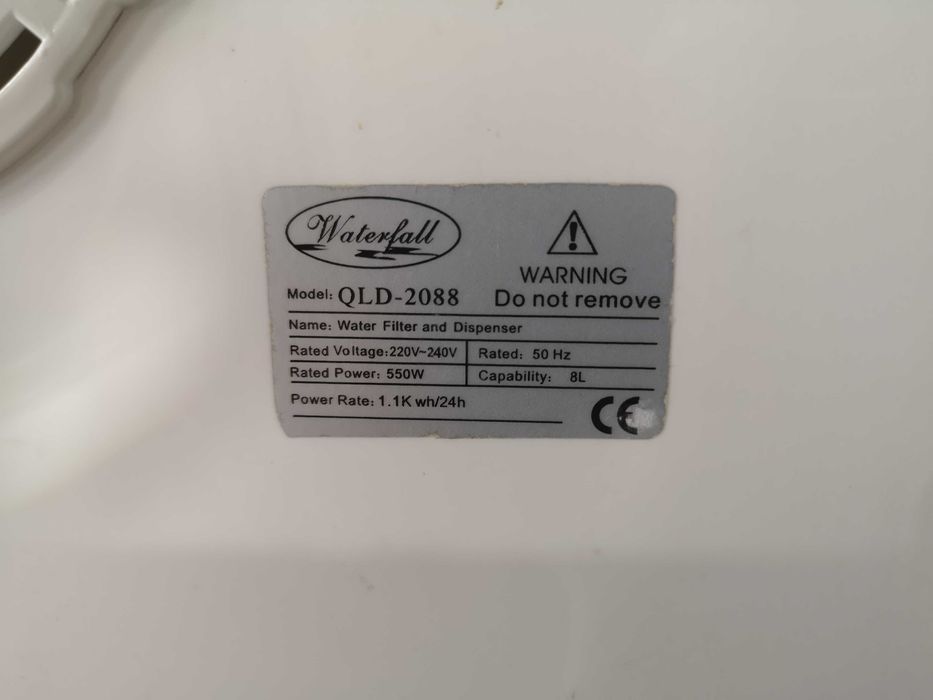 Waterfall
WARNING
Model: QLD-2088
Do not remove
Name: Water Filter and Dispenser
Rated Voltage:220V~240V Rated: 50 Hz
Rated Power: 550W Capability: 8L
Power Rate: 1.1K wh/24h
CE